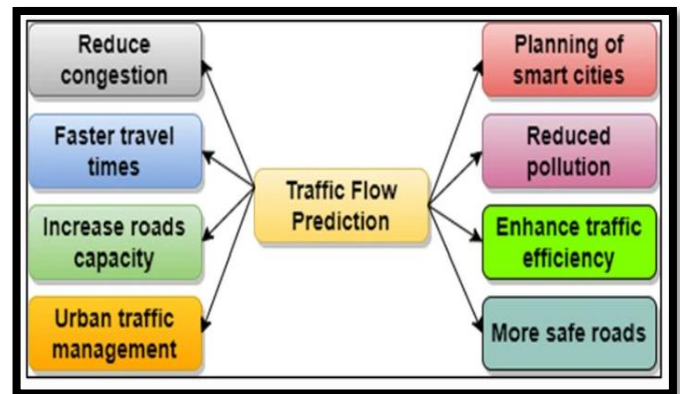 Reduce
congestion
Faster travel
times
Increase roads
capacity
Urban traffic
management
Traffic Flow
Prediction
Planning of
smart cities
Reduced
pollution
Enhance traffic
efficiency
More safe roads